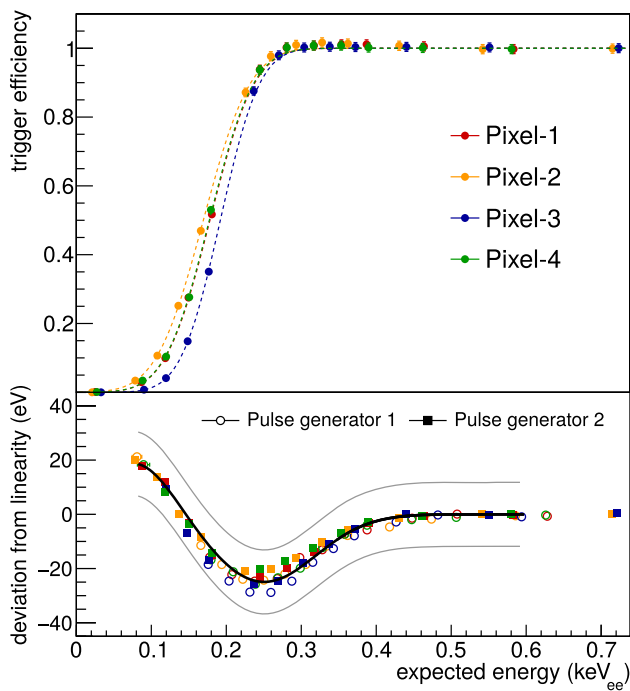 trigger efficiency
1
0.8
0.6
0.4
0.2
Pixel-1
Pixel-2
Pixel-3
Pixel-4
deviation from linearity (eV)
40
20
0
−20
−40
Pulse generator 1
Pulse generator 2
0 0.1 0.2 0.3 0.4 0.5 0.6 0.7
expected energy (keV_ee)